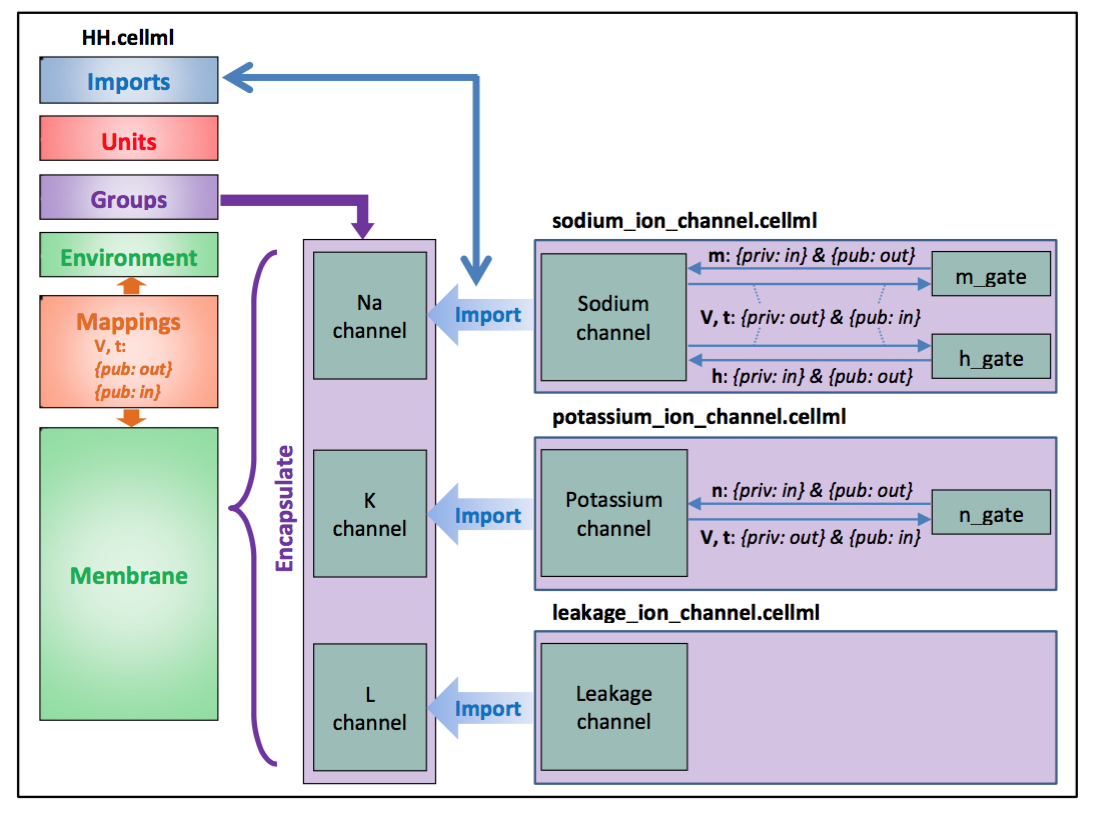 HH.cellml
Imports
Units
Groups
Environment
Mappings
V, t:
{pub: out}
{pub: in}
Membrane
Encapsulate
Na
channel
K
channel
L
channel
Import
Import
Import
sodium_ion_channel.cellml
Sodium
channel
m: {priv: in} & {pub: out}
m_gate
V, t: {priv: out} & {pub: in}
h_gate
h: {priv: in} & {pub: out}
potassium_ion_channel.cellml
Potassium
channel
n: {priv: in} & {pub: out}
n_gate
V, t: {priv: out} & {pub: in}
leakage_ion_channel.cellml
Leakage
channel